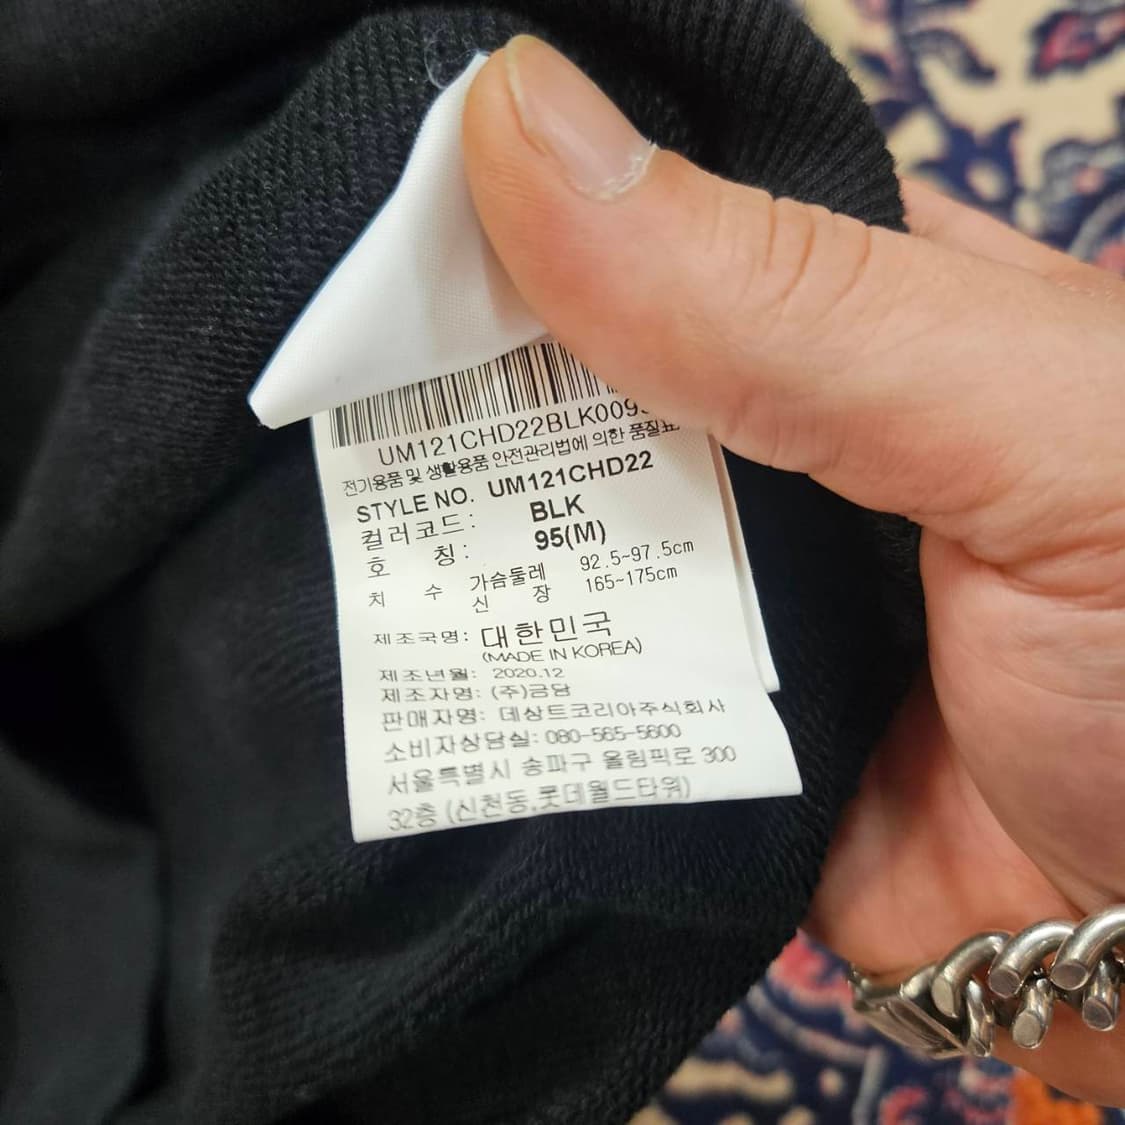 UM121CHD22BLK009
전기용품 및 생활용품 안전관리법에 의한 품질표
STYLE NO. UM121CHD22
컬러코드: BLK
호 칭: 95(M)
치 수 가슴둘레 92.5~97.5cm
신 장 165~175cm
제조국명: 대한민국
(MADE IN KOREA)
제조년월: 2020.12
제조자명: (주)금담
판매자명: 데상트코리아주식회사
소비자상담실: 080-565-5600
서울특별시 송파구 올림픽로 300
32층 (신천동,롯데월드타워)